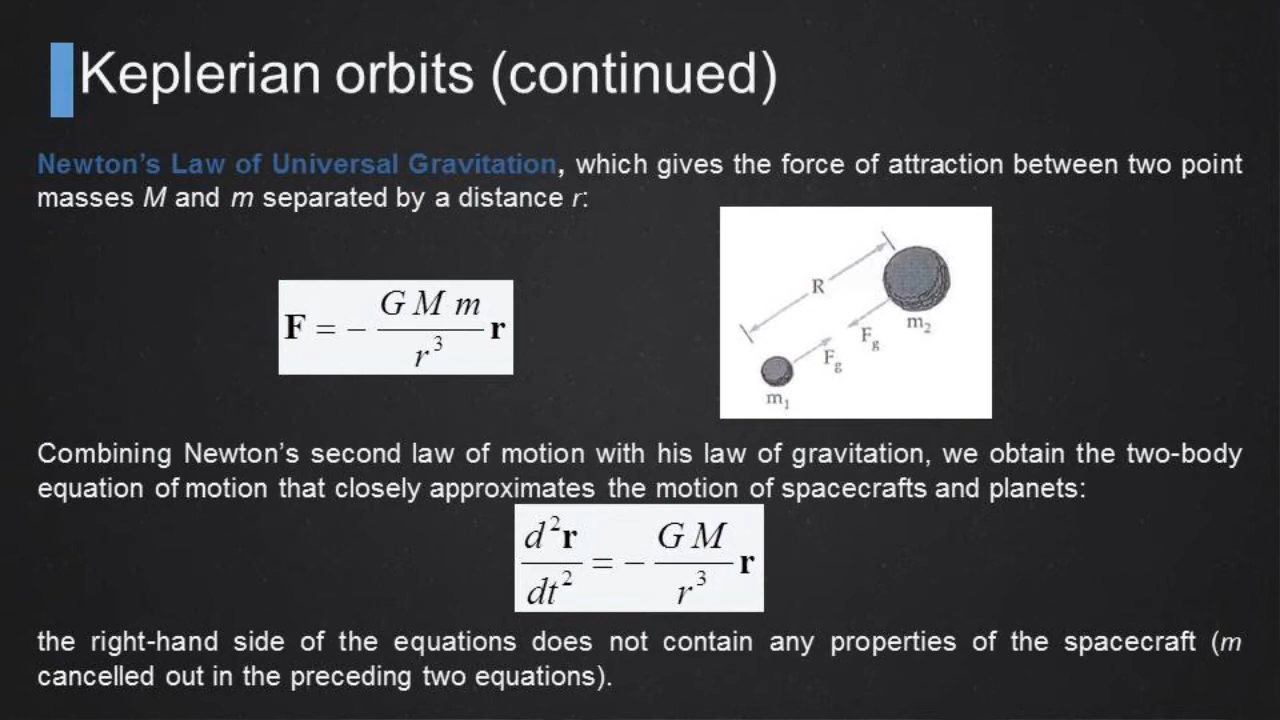 Keplerian orbits (continued)
Newton’s Law of Universal Gravitation, which gives the force of attraction between two point
masses M and m separated by a distance r:
F = − G M m / r³ r
R
m₂
F_g
F_g
m₁
Combining Newton’s second law of motion with his law of gravitation, we obtain the two-body
equation of motion that closely approximates the motion of spacecrafts and planets:
d²r / dt² = − G M / r³ r
the right-hand side of the equations does not contain any properties of the spacecraft (m
cancelled out in the preceding two equations).